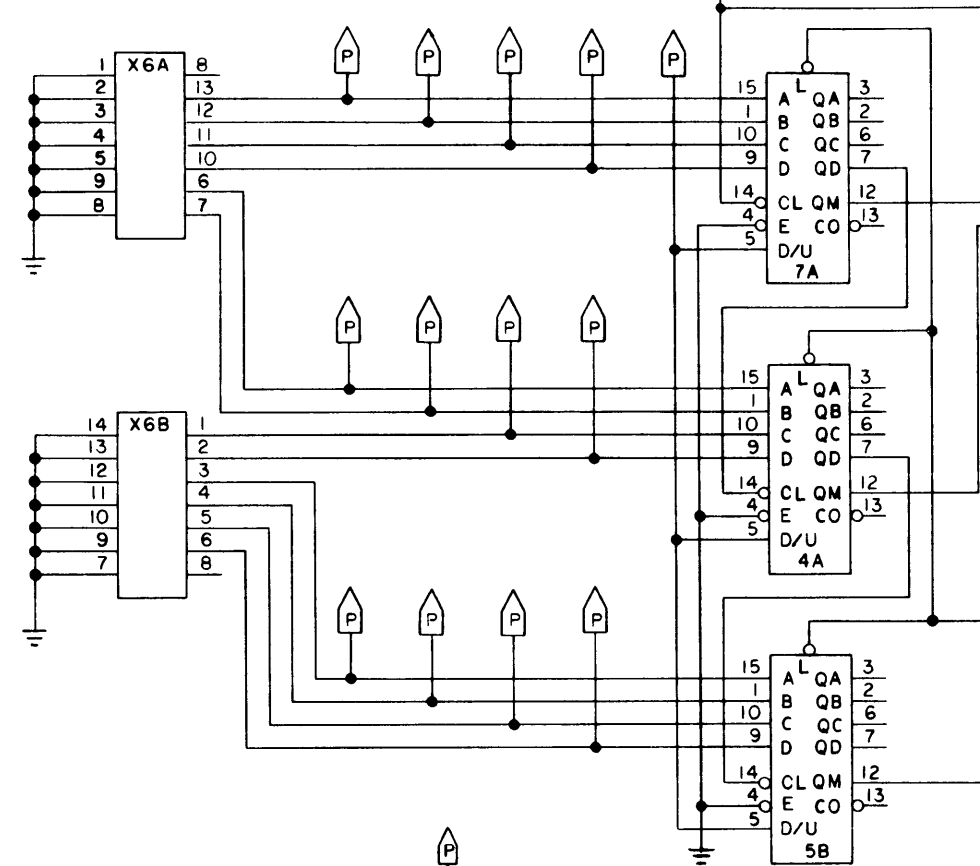 P P P P P
1 X6A 8
2 13
3 12
4 11
5 10
9 6
8 7
L
15 A QA 3
1 B QB 2
10 C QC 6
9 D QD 7
14 CL QM 12
4 E CO 13
5 D/U
7A
P P P P
L
15 A QA 3
1 B QB 2
10 C QC 6
9 D QD 7
14 CL QM 12
4 E CO 13
5 D/U
4A
14 X6B 1
13 2
12 3
11 4
10 5
9 6
7 8
P P P P
L
15 A QA 3
1 B QB 2
10 C QC 6
9 D QD 7
14 CL QM 12
4 E CO 13
5 D/U
5B
P